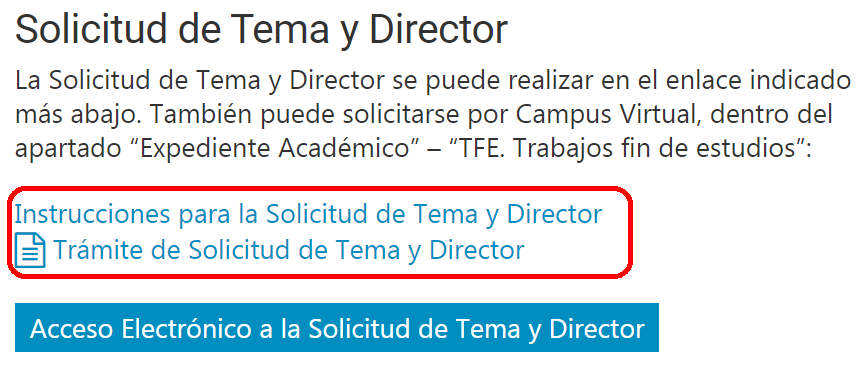 Solicitud de Tema y Director
La Solicitud de Tema y Director se puede realizar en el enlace indicado
más abajo. También puede solicitarse por Campus Virtual, dentro del
apartado “Expediente Académico” – “TFE. Trabajos fin de estudios”:
Instrucciones para la Solicitud de Tema y Director
Trámite de Solicitud de Tema y Director
Acceso Electrónico a la Solicitud de Tema y Director